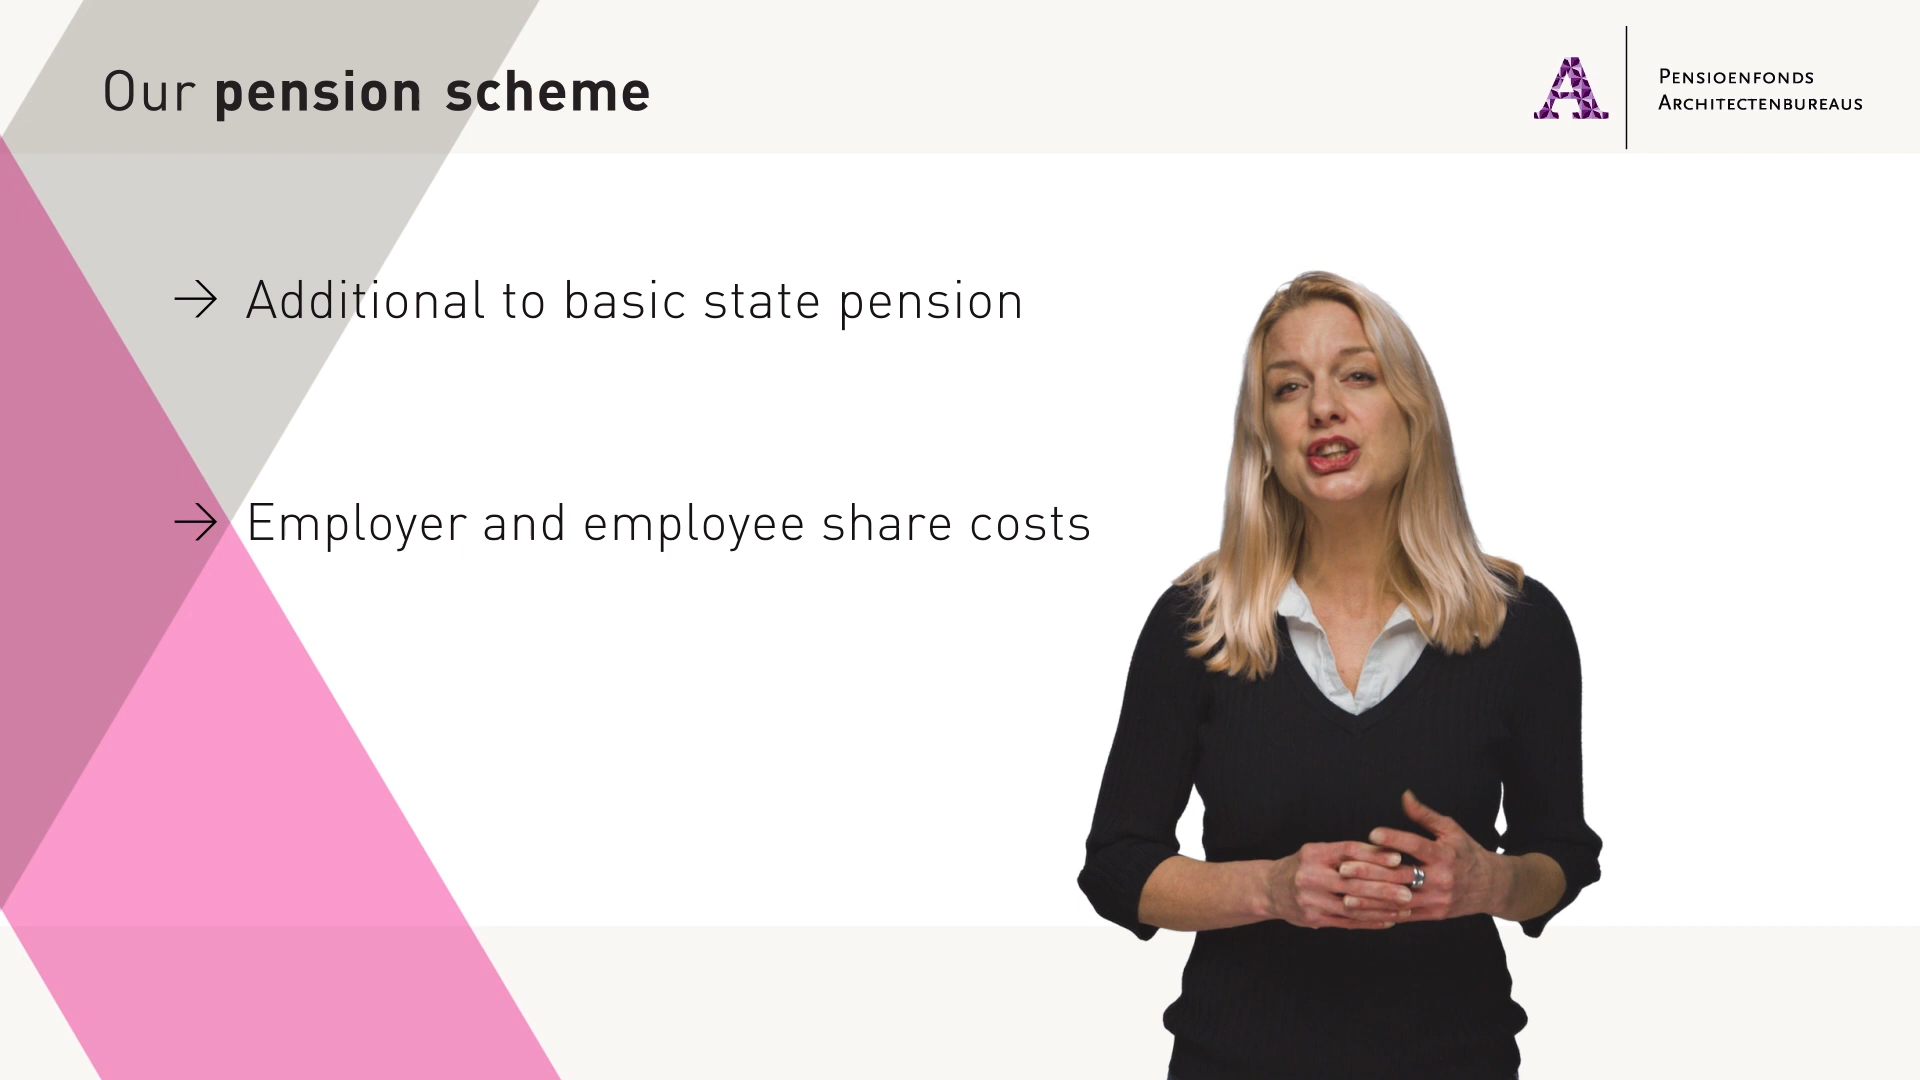 Our pension scheme
PENSIOENFONDS
ARCHITECTENBUREAUS
→ Additional to basic state pension
→ Employer and employee share costs